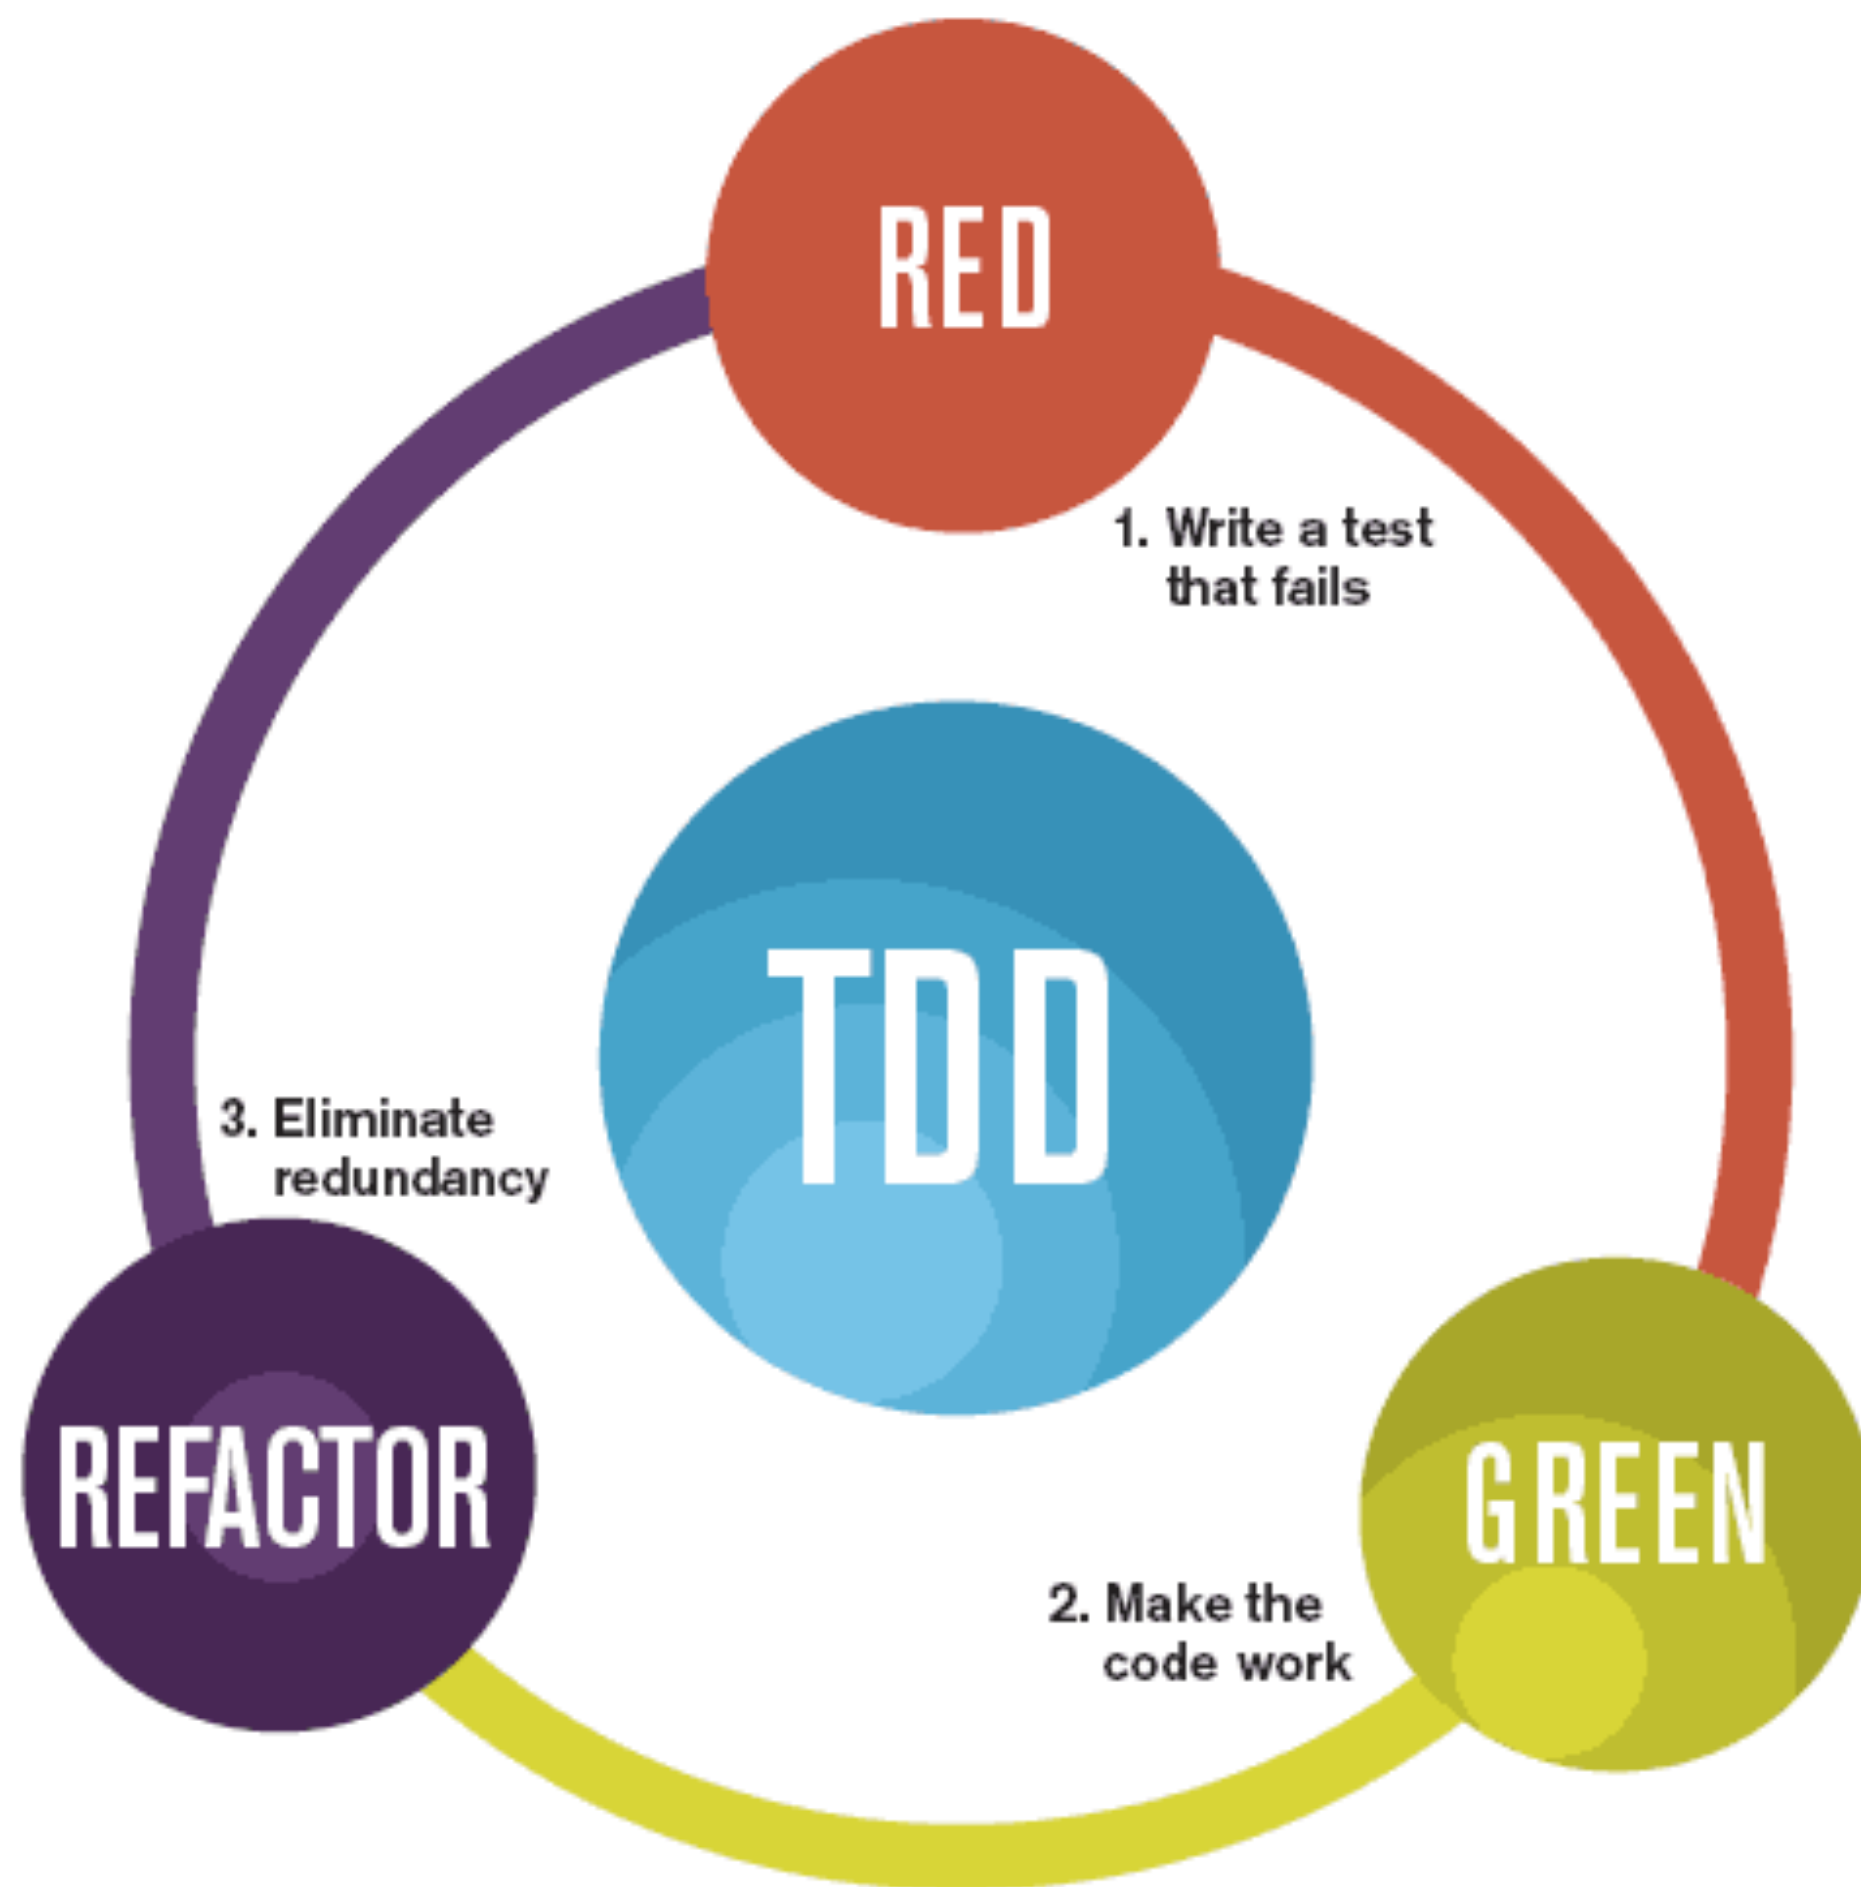 RED
1. Write a test
that fails
TDD
3. Eliminate
redundancy
REFACTOR
GREEN
2. Make the
code work